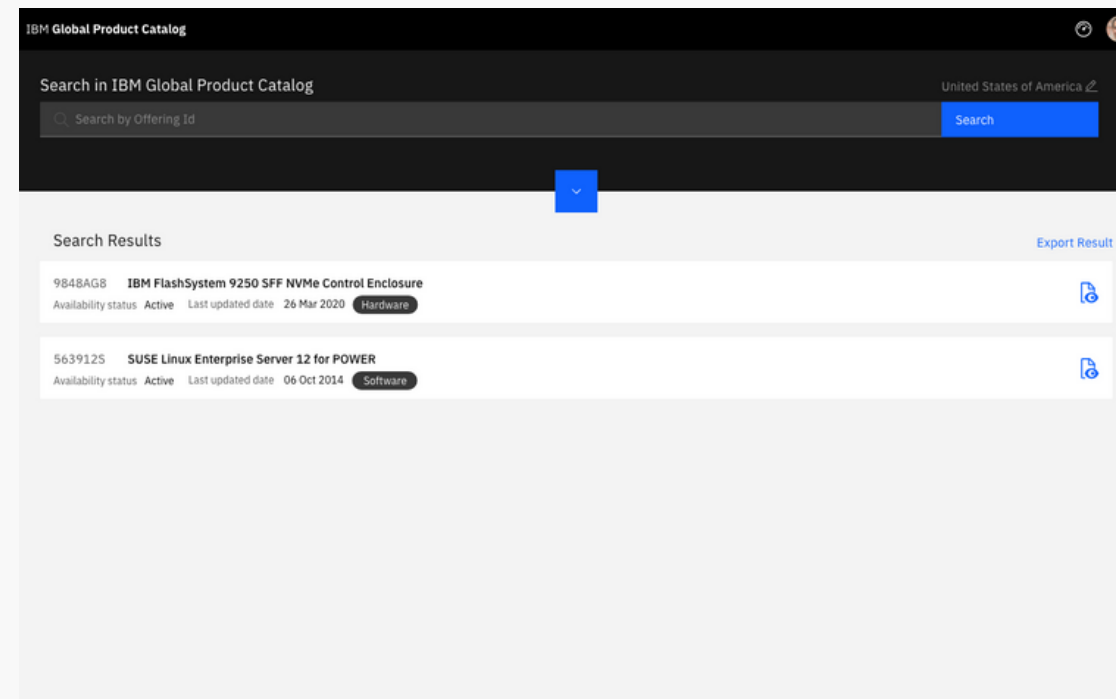 IBM Global Product Catalog
Search in IBM Global Product Catalog
United States of America
Search by Offering Id
Search
Search Results
Export Result
9848AG8 IBM FlashSystem 9250 SFF NVMe Control Enclosure
Availability status Active Last updated date 26 Mar 2020 Hardware
563912S SUSE Linux Enterprise Server 12 for POWER
Availability status Active Last updated date 06 Oct 2014 Software